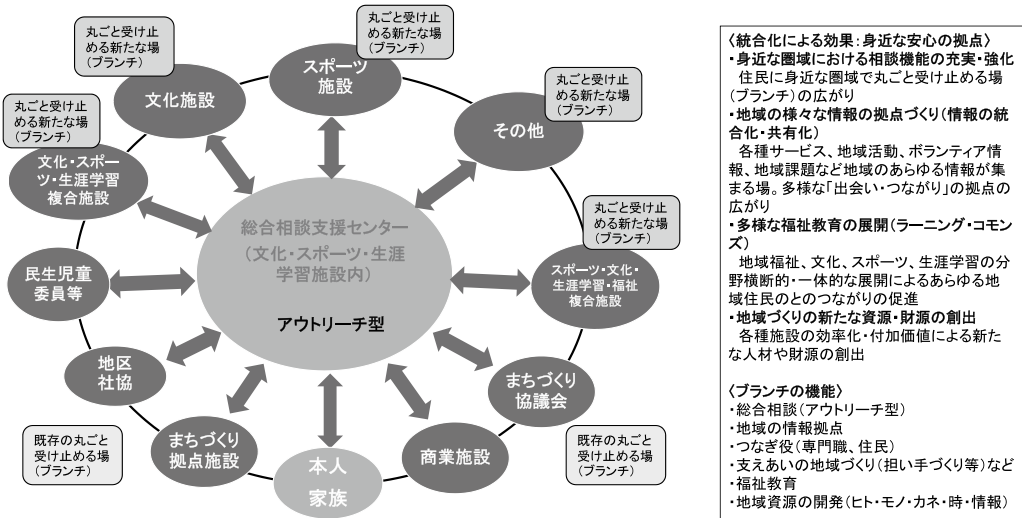 丸ごと受け止
める新たな場
(ブランチ)
丸ごと受け止
める新たな場
(ブランチ)
スポーツ
施設
文化施設
丸ごと受け止
める新たな場
(ブランチ)
その他
丸ごと受け止
める新たな場
(ブランチ)
文化・スポー
ツ・生涯学習
複合施設
丸ごと受け止
める新たな場
(ブランチ)
総合相談支援センター
(文化・スポーツ・生涯
学習施設内)
アウトリーチ型
民生児童
委員等
スポーツ・文化・
生涯学習・福祉
複合施設
地区
社協
まちづくり
協議会
既存の丸ごと
受け止める場
(ブランチ)
まちづくり
拠点施設
本人
家族
商業施設
既存の丸ごと
受け止める場
(ブランチ)
〈統合化による効果:身近な安心の拠点〉
・身近な圏域における相談機能の充実・強化
住民に身近な圏域で丸ごと受け止める場
(ブランチ)の広がり
・地域の様々な情報の拠点づくり(情報の統
合化・共有化)
各種サービス、地域活動、ボランティア情
報、地域課題など地域のあらゆる情報が集
まる場。多様な「出会い・つながり」の拠点の
広がり
・多様な福祉教育の展開(ラーニング・コモン
ズ)
地域福祉、文化、スポーツ、生涯学習の分
野横断的・一体的な展開によるあらゆる地
域住民のとのつながりの促進
・地域づくりの新たな資源・財源の創出
各種施設の効率化・付加価値による新た
な人材や財源の創出
〈ブランチの機能〉
・総合相談(アウトリーチ型)
・地域の情報拠点
・つなぎ役(専門職、住民)
・支えあいの地域づくり(担い手づくり等)など
・福祉教育
・地域資源の開発(ヒト・モノ・カネ・時・情報)